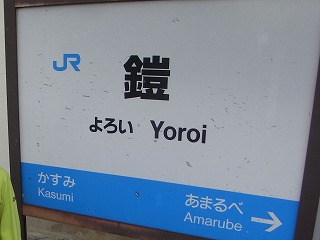 JR
鎧
よろい Yoroi
かすみ
Kasumi
あまるべ
Amarube →